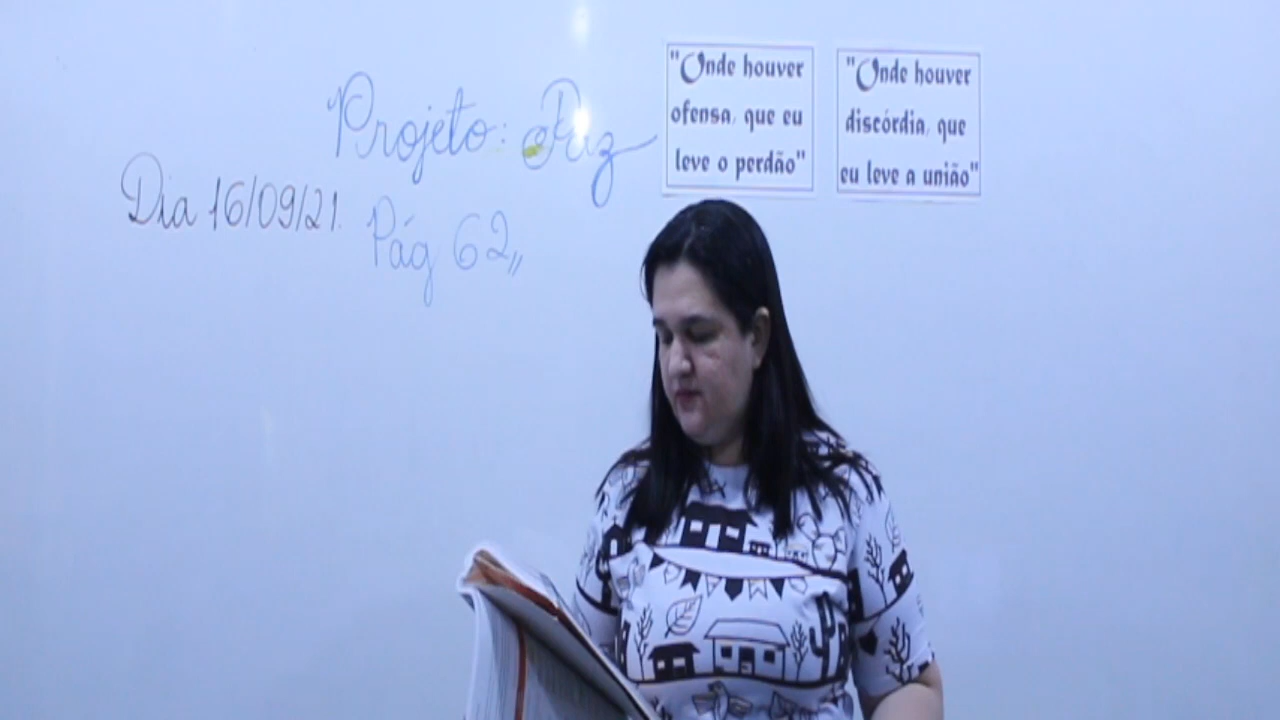 Projeto: Paz
Dia 16/09/21.
Pág 62,,
"Onde houver
ofensa, que eu
leve o perdão"
"Onde houver
discórdia, que
eu leve a união"